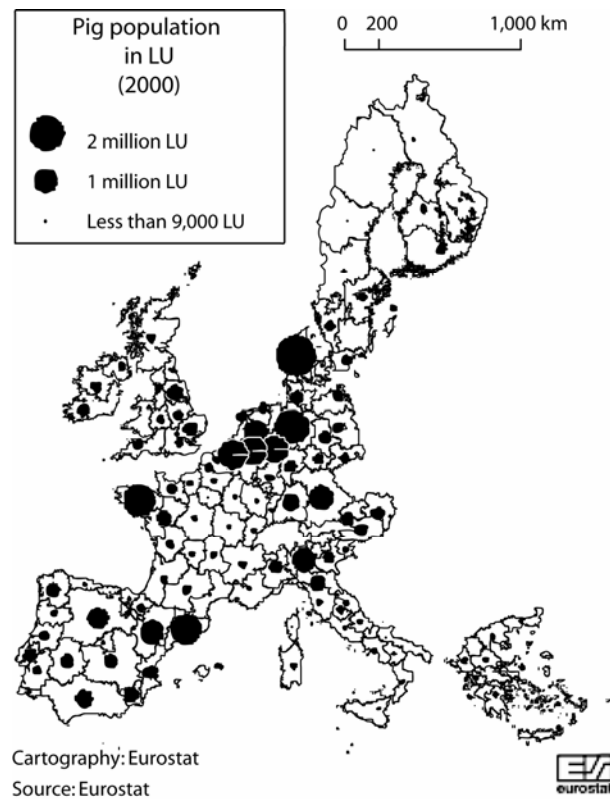 Pig population
in LU
(2000)
2 million LU
1 million LU
Less than 9,000 LU
0 200 1,000 km
Cartography: Eurostat
Source: Eurostat
eurostat